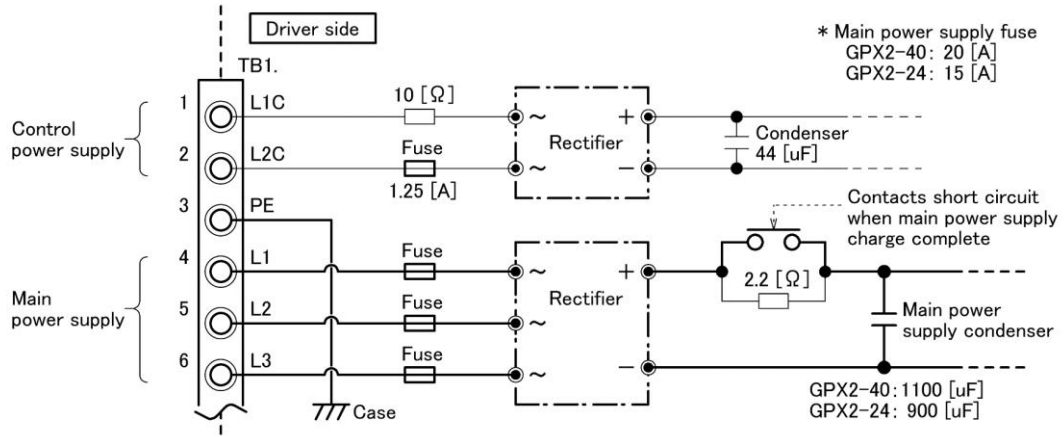 Driver side
* Main power supply fuse
GPX2-40: 20 [A]
GPX2-24: 15 [A]
TB1.
Control
power supply
1
L1C
10 [Ω]
~
+
Rectifier
Condenser
44 [uF]
2
L2C
Fuse
1.25 [A]
~
−
3
PE
Contacts short circuit
when main power supply
charge complete
Main
power supply
4
L1
Fuse
~
+
Rectifier
2.2 [Ω]
5
L2
Fuse
~
Main power
supply condenser
6
L3
Fuse
~
−
Case
GPX2-40:1100 [uF]
GPX2-24: 900 [uF]